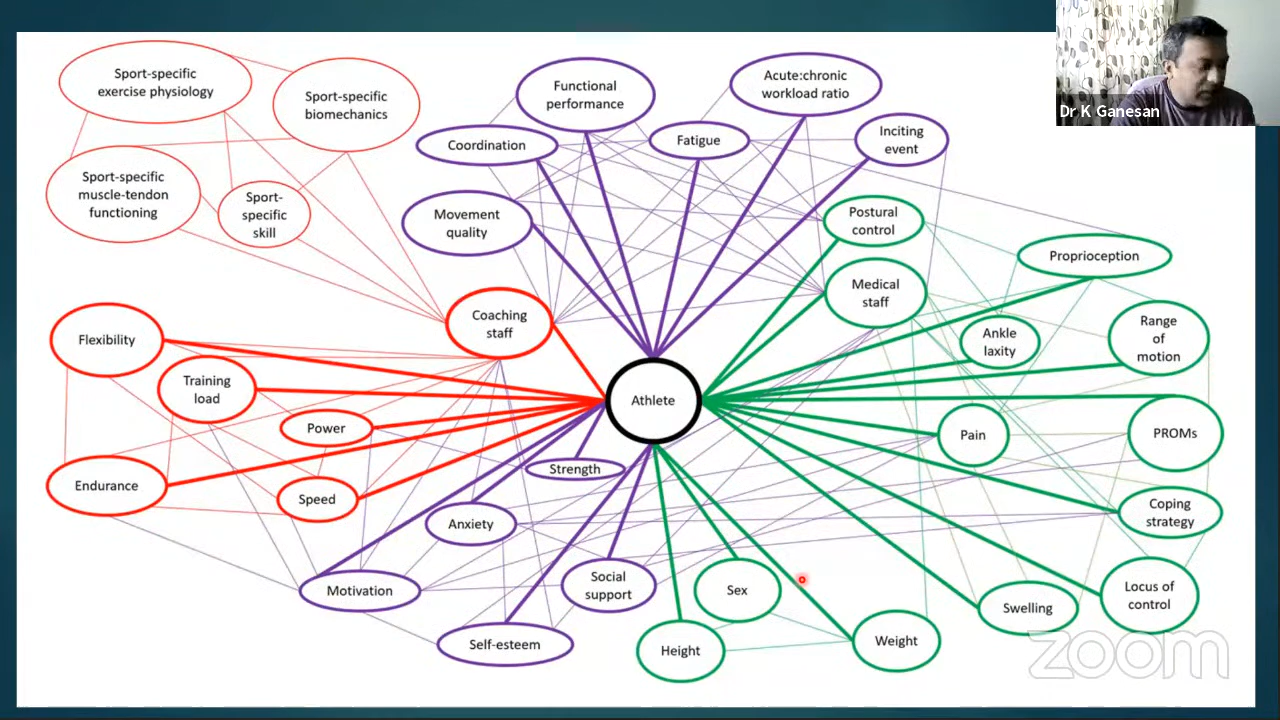 Sport-specific
exercise physiology
Sport-specific
biomechanics
Functional
performance
Acute:chronic
workload ratio
Dr K Ganesan
Coordination
Fatigue
Inciting
event
Sport-specific
muscle-tendon
functioning
Sport-
specific
skill
Movement
quality
Postural
control
Proprioception
Medical
staff
Coaching
staff
Ankle
laxity
Range
of
motion
Flexibility
Training
load
Athlete
Power
Pain
PROMs
Strength
Endurance
Speed
Anxiety
Coping
strategy
Motivation
Social
support
Sex
Swelling
Locus of
control
Self-esteem
Height
Weight
zoom